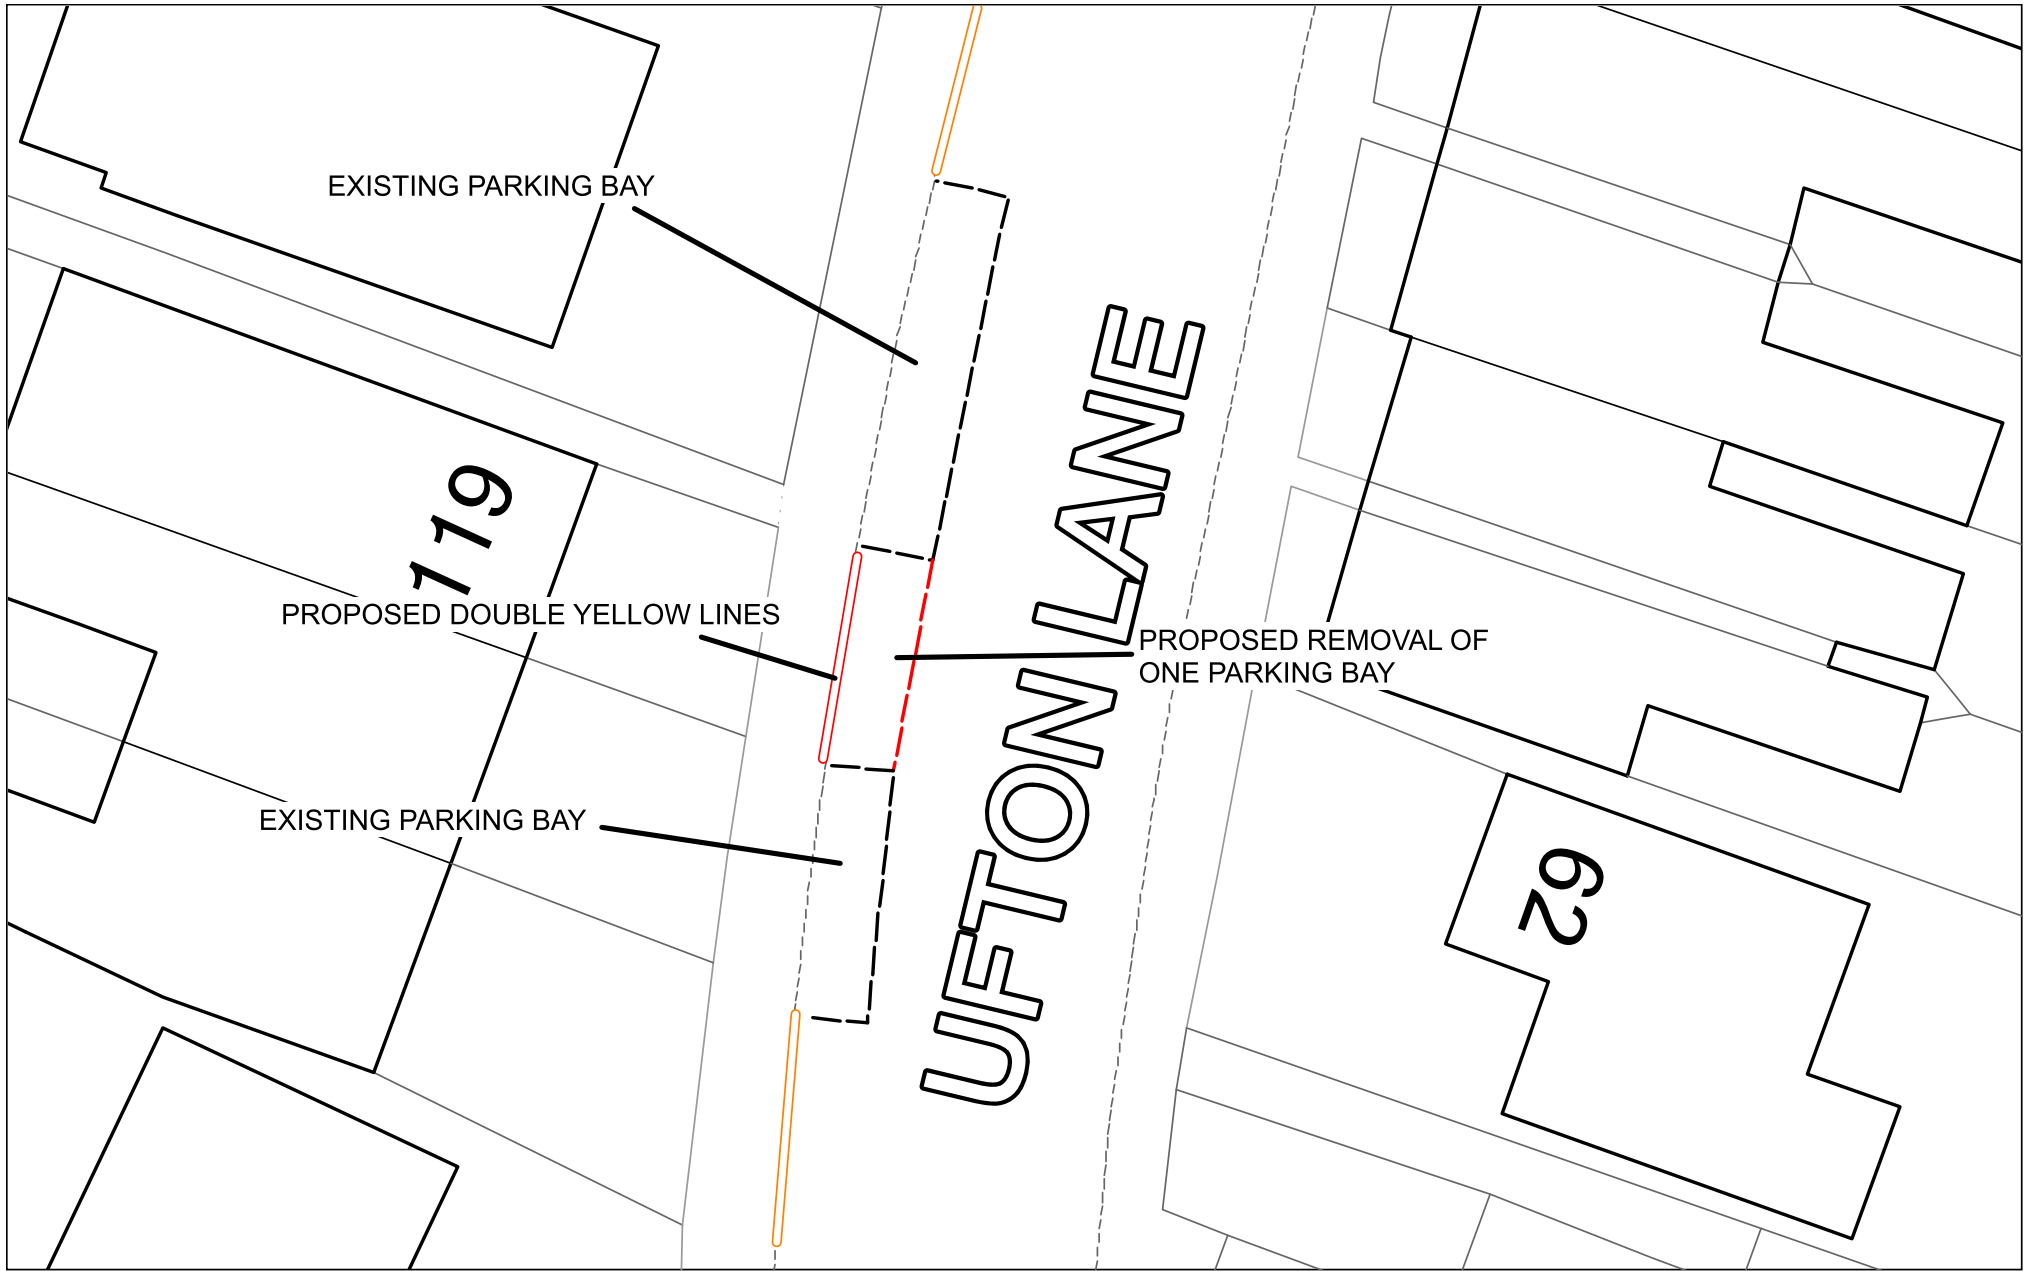 EXISTING PARKING BAY
UFTON LANE
119
PROPOSED DOUBLE YELLOW LINES
PROPOSED REMOVAL OF
ONE PARKING BAY
EXISTING PARKING BAY
62